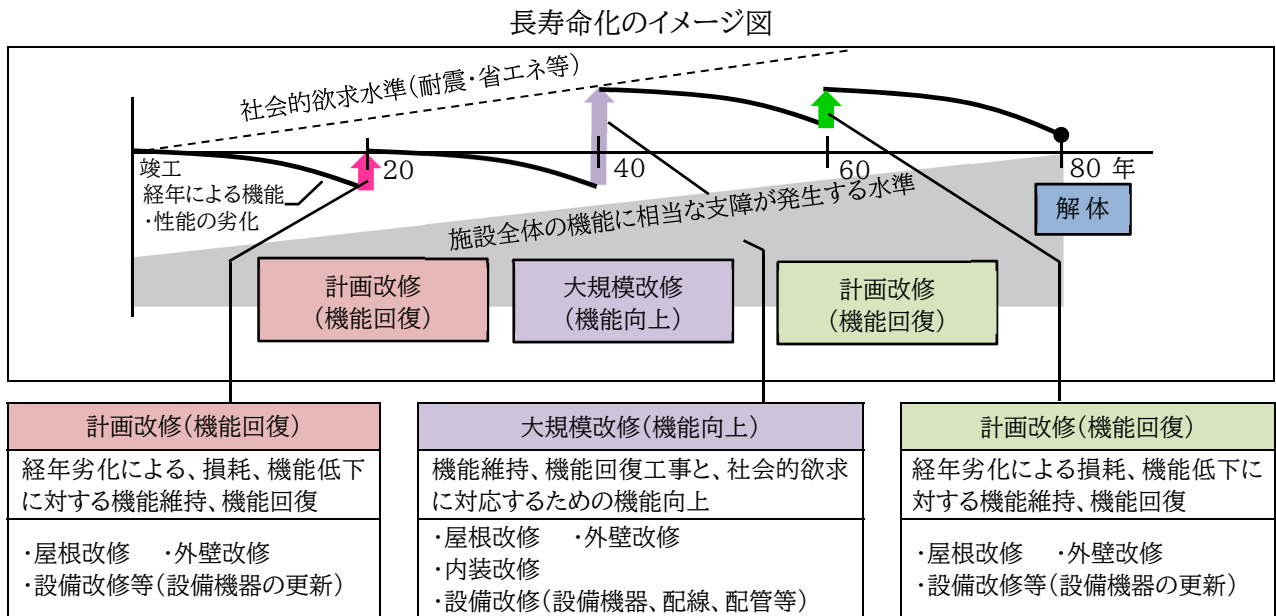 長寿命化のイメージ図
社会的欲求水準(耐震・省エネ等)
竣工
経年による機能
・性能の劣化
20
40
60
80 年
施設全体の機能に相当な支障が発生する水準
解 体
計画改修
(機能回復)
大規模改修
(機能向上)
計画改修
(機能回復)
計画改修(機能回復)
経年劣化による、損耗、機能低下
に対する機能維持、機能回復
・屋根改修 ・外壁改修
・設備改修等(設備機器の更新)
大規模改修(機能向上)
機能維持、機能回復工事と、社会的欲求
に対応するための機能向上
・屋根改修 ・外壁改修
・内装改修
・設備改修(設備機器、配線、配管等)
計画改修(機能回復)
経年劣化による損耗、機能低下に
対する機能維持、機能回復
・屋根改修 ・外壁改修
・設備改修等(設備機器の更新)